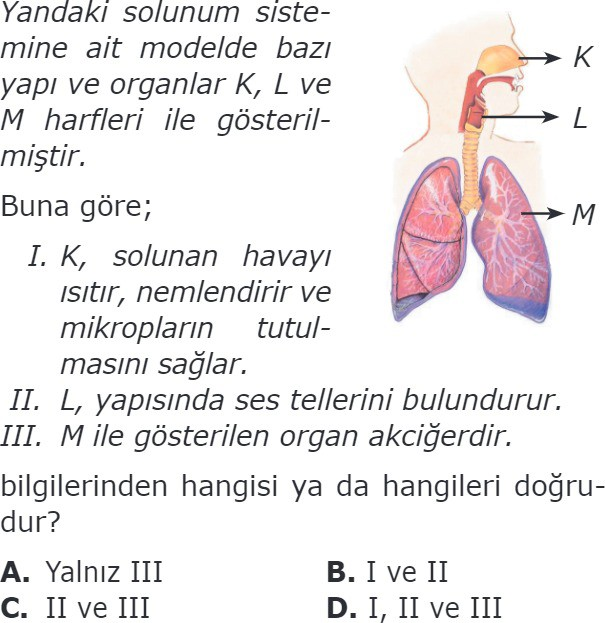 Yandaki solunum siste-
mine ait modelde bazı
yapı ve organlar K, L ve
M harfleri ile gösteril-
miştir.
K
L
M
Buna göre;
I. K, solunan havayı
ısıtır, nemlendirir ve
mikropların tutul-
masını sağlar.
II. L, yapısında ses tellerini bulundurur.
III. M ile gösterilen organ akciğerdir.
bilgilerinden hangisi ya da hangileri doğru-
dur?
A. Yalnız III
B. I ve II
C. II ve III
D. I, II ve III